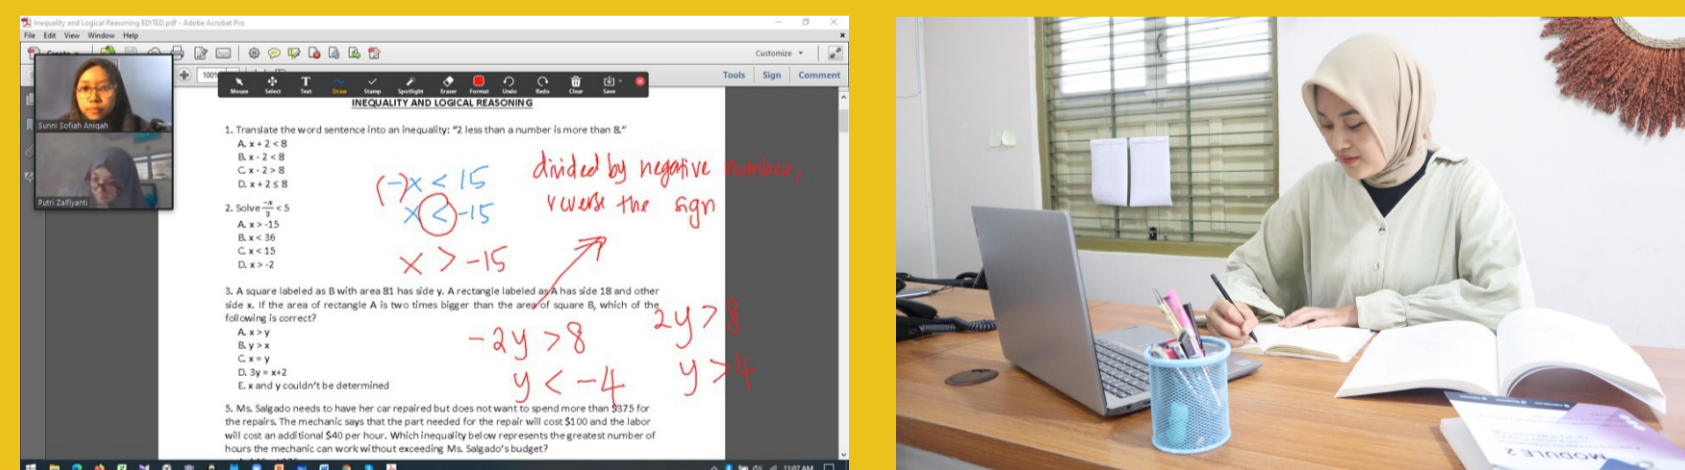 Inequality and Logical Reasoning EDITED.pdf - Adobe Acrobat Pro
File Edit View Window Help
Customize
100%
Tools Sign Comment
Mouse Select Text Draw Stamp Spotlight Eraser Format Undo Redo Clear Save
Sunni Sofiah Aniqah
Putri Zalfiyanti
INEQUALITY AND LOGICAL REASONING
1. Translate the word sentence into an inequality: "2 less than a number is more than 8."
A. x + 2 < 8
B. x - 2 < 8
C. x - 2 > 8
D. x + 2 ≤ 8
2. Solve -x/3 < 5
A. x > -15
B. x < 36
C. x < 15
D. x > -2
(-)x < 15
x < -15
x > -15
divided by negative number,
reverse the sign
3. A square labeled as B with area 81 has side y. A rectangle labeled as A has side 18 and other
side x. If the area of rectangle A is two times bigger than the area of square B, which of the
following is correct?
A. x > y
B. y > x
C. x = y
D. 3y = x+2
E. x and y couldn't be determined
-2y > 8
y < -4
2y > 8
y > 4
5. Ms. Salgado needs to have her car repaired but does not want to spend more than $375 for
the repairs. The mechanic says that the part needed for the repair will cost $100 and the labor
will cost an additional $40 per hour. Which inequality below represents the greatest number of
hours the mechanic can work without exceeding Ms. Salgado's budget?
11:07 AM
MODULE 2